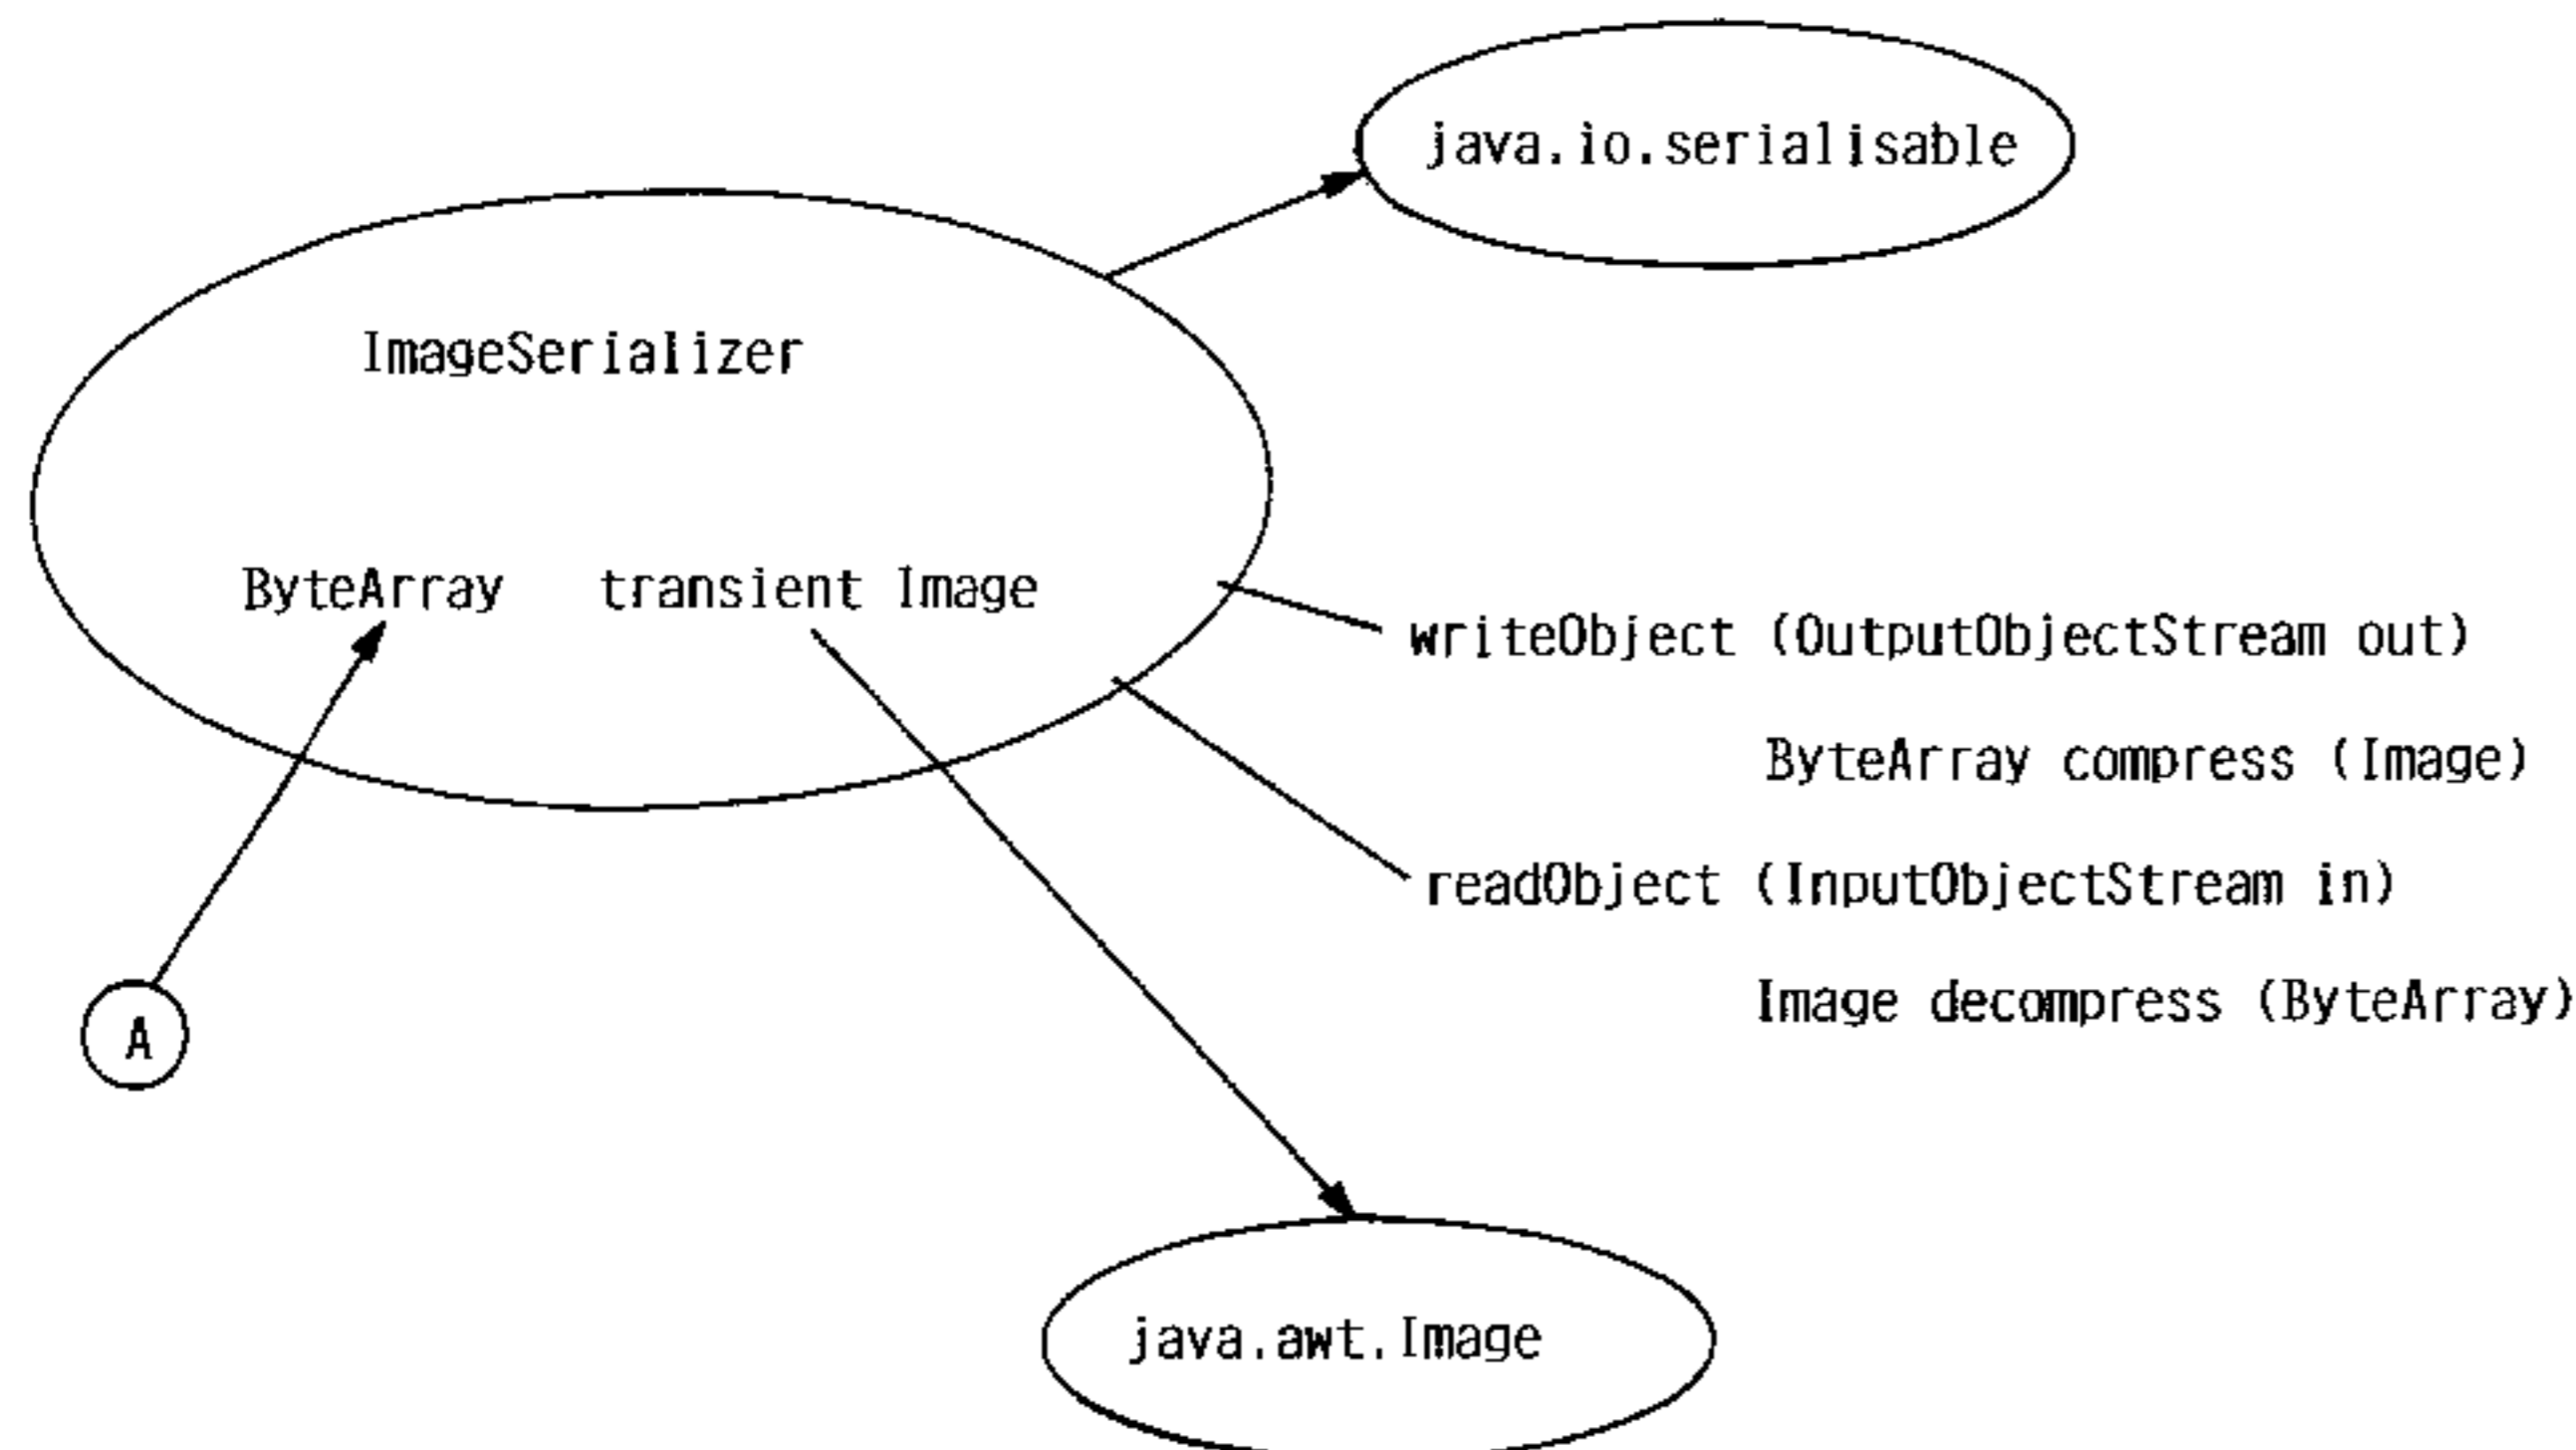 java.io.serialisable
ImageSerializer
ByteArray transient Image
writeObject (OutputObjectStream out)
ByteArray compress (Image)
readObject (InputObjectStream in)
Image decompress (ByteArray)
A
java.awt.Image